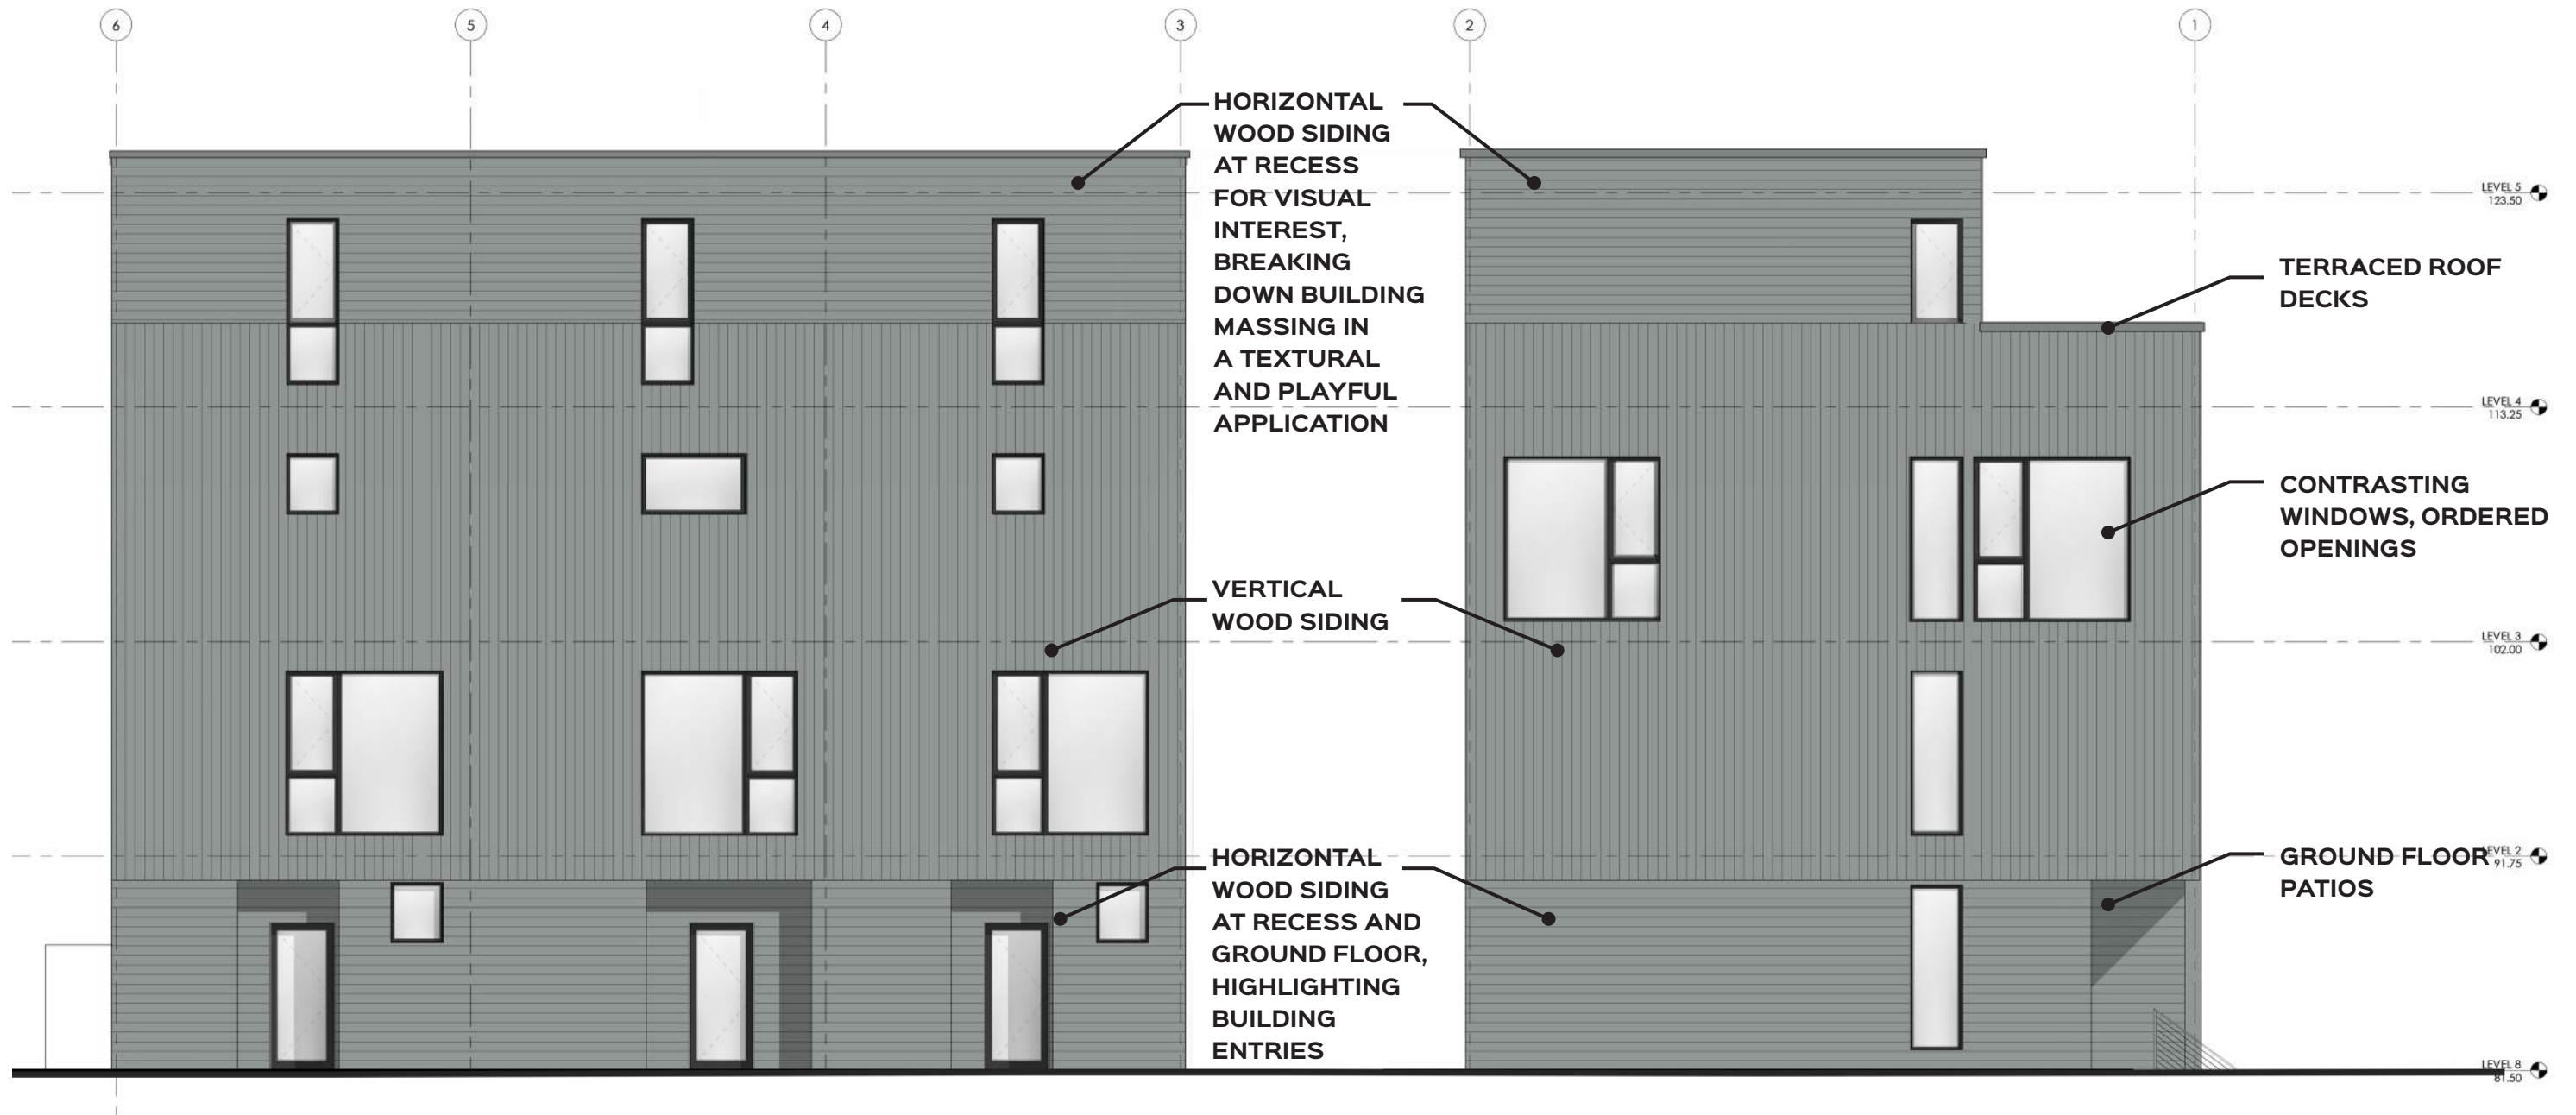 6
5
4
3
2
1
HORIZONTAL
WOOD SIDING
AT RECESS
FOR VISUAL
INTEREST,
BREAKING
DOWN BUILDING
MASSING IN
A TEXTURAL
AND PLAYFUL
APPLICATION
LEVEL 5
123.50
TERRACED ROOF
DECKS
LEVEL 4
113.25
CONTRASTING
WINDOWS, ORDERED
OPENINGS
VERTICAL
WOOD SIDING
LEVEL 3
102.00
HORIZONTAL
WOOD SIDING
AT RECESS AND
GROUND FLOOR,
HIGHLIGHTING
BUILDING
ENTRIES
GROUND FLOOR
PATIOS
LEVEL 2
91.75
LEVEL 8
81.50